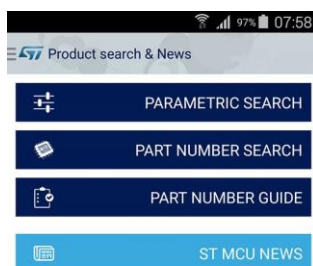 97% 07:58
ST Product search & News
PARAMETRIC SEARCH
PART NUMBER SEARCH
PART NUMBER GUIDE
ST MCU NEWS